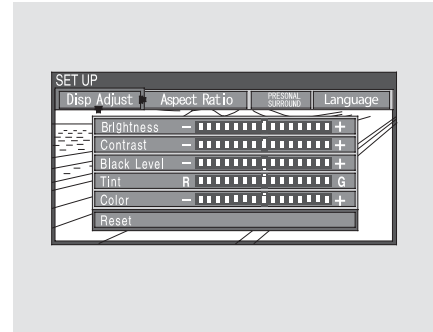 SET UP
Disp Adjust Aspect Ratio PRESONAL SURROUND Language
Brightness − +
Contrast − +
Black Level − +
Tint R G
Color − +
Reset